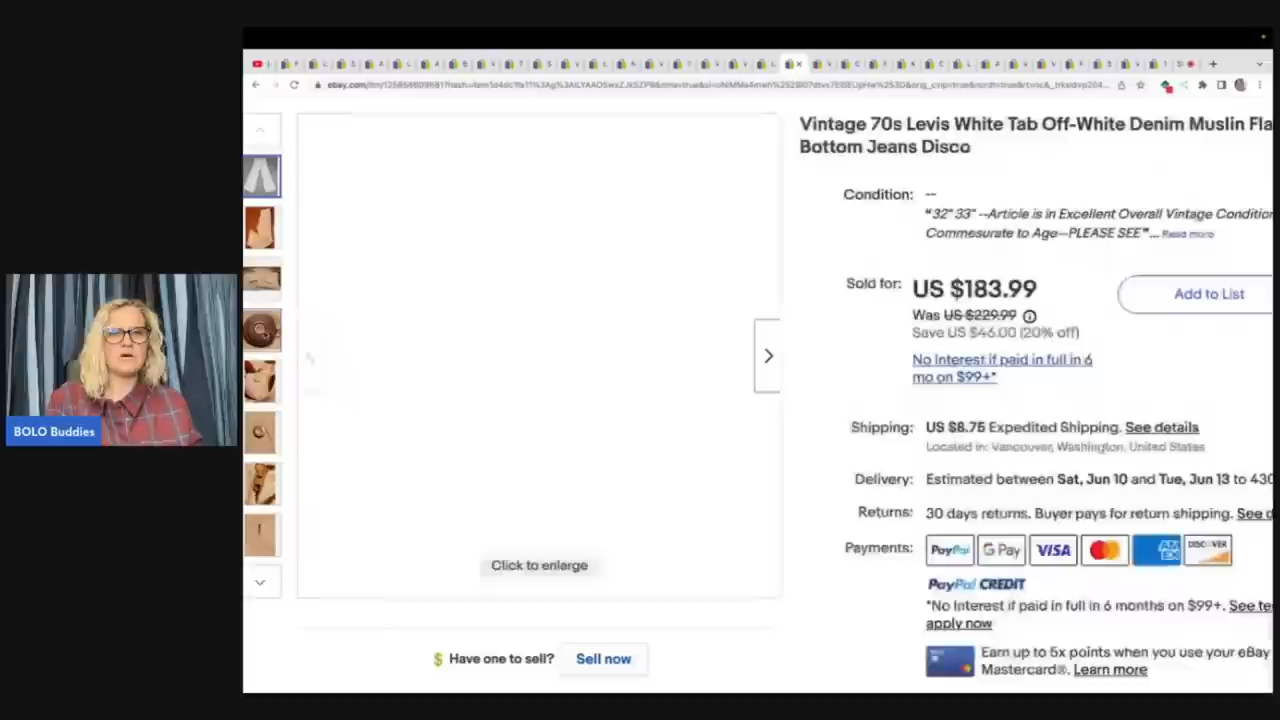 Vintage 70s Levis White Tab Off-White Denim Muslin Fla
Bottom Jeans Disco
Condition: --
"32" 33" --Article is in Excellent Overall Vintage Condition
Commesurate to Age—PLEASE SEE"... Read more
Sold for: US $183.99
Add to List
Was US $229.99
Save US $46.00 (20% off)
No Interest if paid in full in 6
mo on $99+*
Shipping: US $8.75 Expedited Shipping. See details
Located in: Vancouver, Washington, United States
BOLO Buddies
Delivery: Estimated between Sat, Jun 10 and Tue, Jun 13 to 430
Returns: 30 days returns. Buyer pays for return shipping. See
Payments: PayPal G Pay VISA AMEX DISCOVER
Click to enlarge
PayPal CREDIT
*No Interest if paid in full in 6 months on $99+. See te
apply now
$ Have one to sell? Sell now
Earn up to 5x points when you use your eBay
Mastercard®. Learn more